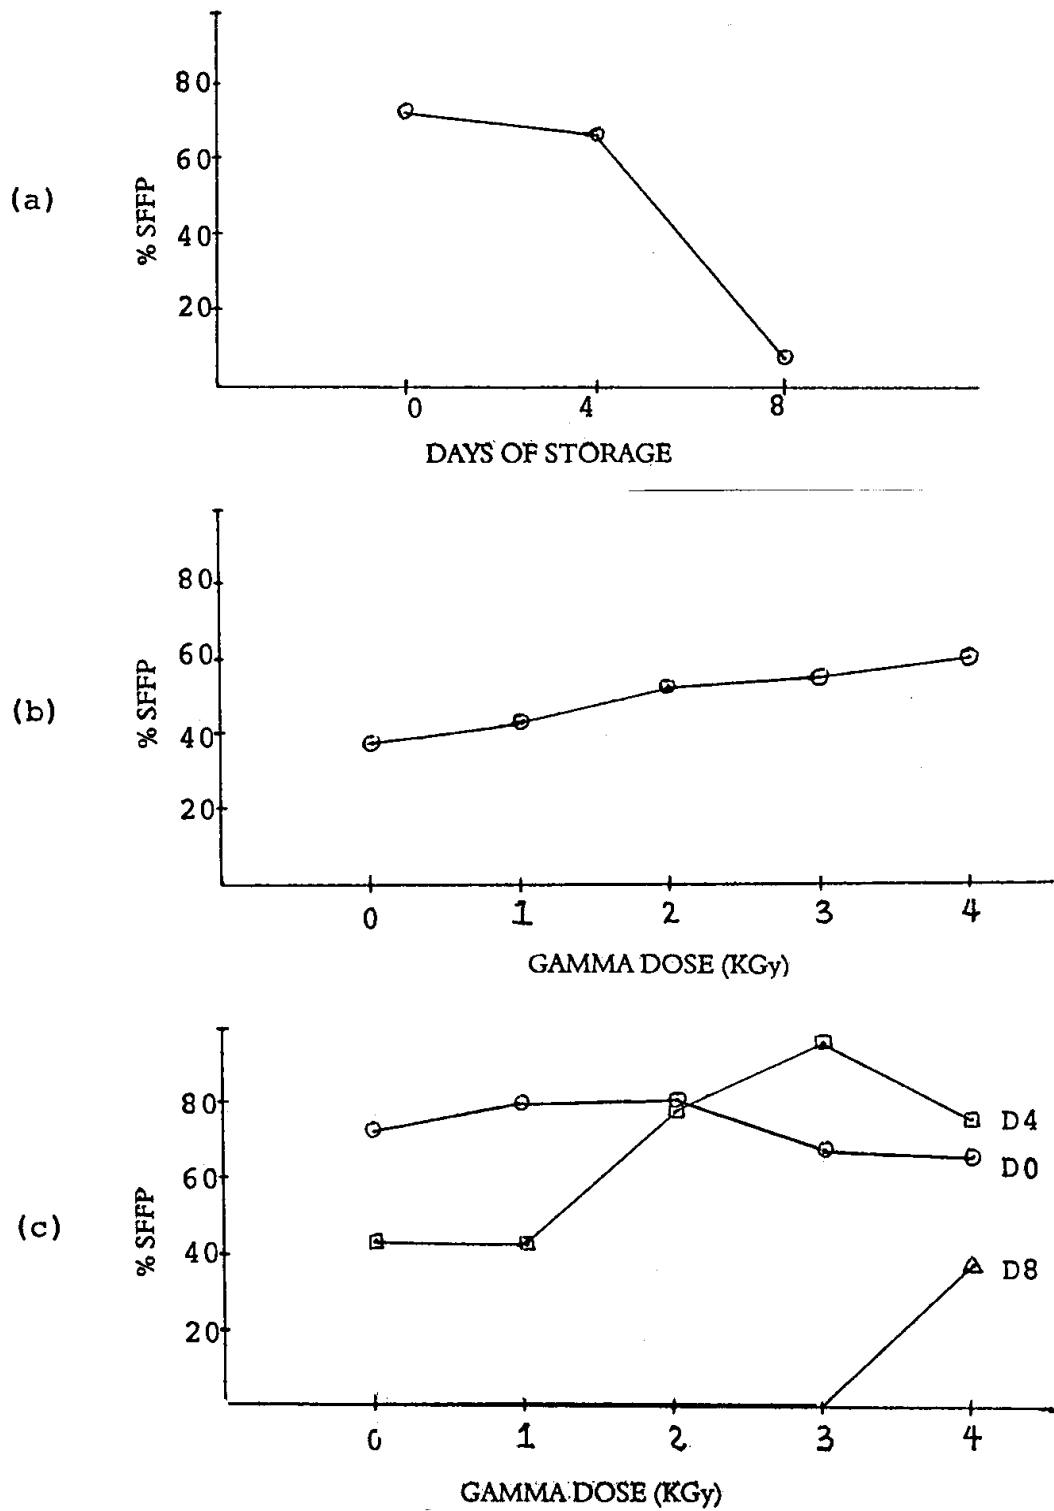 (a)
% SFFP
80
60
40
20
0 4 8
DAYS OF STORAGE
(b)
% SFFP
80
60
40
20
0 1 2 3 4
GAMMA DOSE (KGy)
(c)
% SFFP
80
60
40
20
D4
D0
D8
0 1 2 3 4
GAMMA DOSE (KGy)